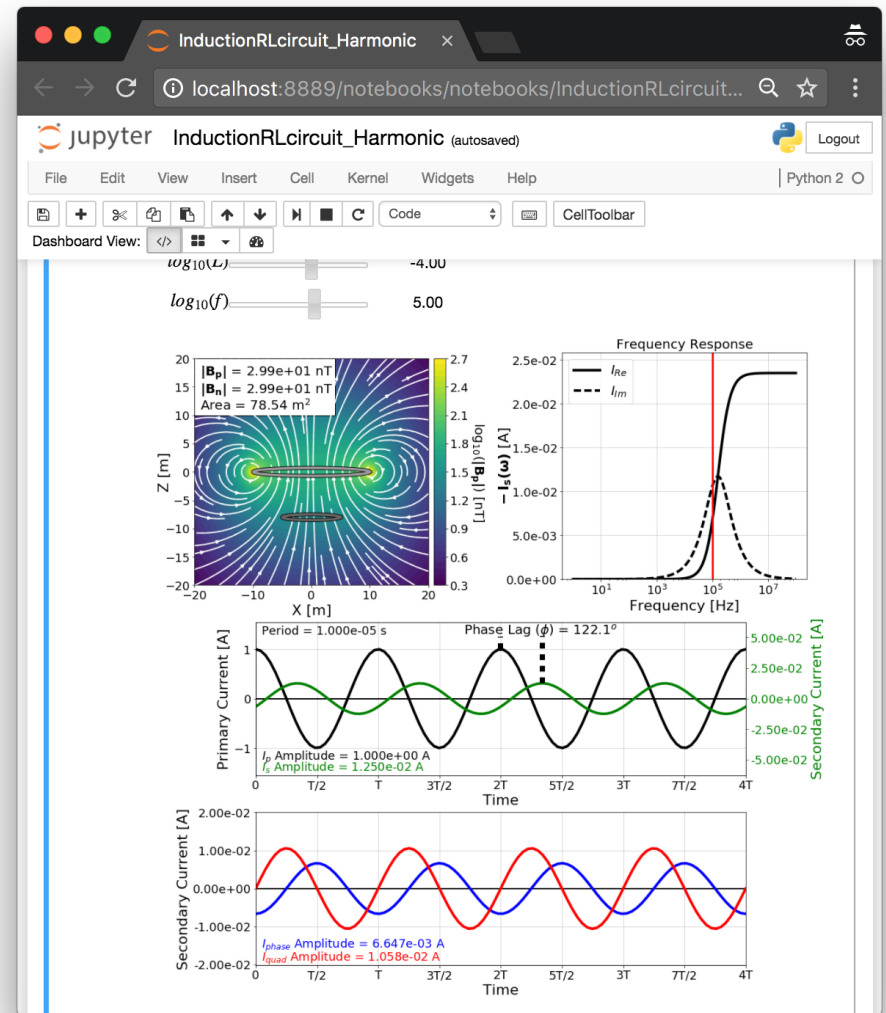 InductionRLcircuit_Harmonic ×
localhost:8889/notebooks/notebooks/InductionRLcircuit...
jupyter InductionRLcircuit_Harmonic (autosaved)
Logout
File Edit View Insert Cell Kernel Widgets Help
Python 2
Code
CellToolbar
Dashboard View: </>
log10(L) -4.00
log10(f) 5.00
|Bp| = 2.99e+01 nT
|Bn| = 2.99e+01 nT
Area = 78.54 m2
20
15
10
5
0
−5
−10
−15
−20
Z [m]
−20 −10 0 10 20
X [m]
2.7
2.4
2.1
1.8
1.5
1.2
0.9
0.6
0.3
log10(|Bp|) [nT]
Frequency Response
IRe
IIm
2.5e-02
2.0e-02
1.5e-02
1.0e-02
5.0e-03
0.0e+00
−Is(ω) [A]
10¹ 10³ 10⁵ 10⁷
Frequency [Hz]
Period = 1.000e-05 s
Phase Lag (ϕ) = 122.1o
Primary Current [A]
1
0
−1
Ip Amplitude = 1.000e+00 A
Is Amplitude = 1.250e-02 A
5.00e-02
2.50e-02
0.00e+00
-2.50e-02
-5.00e-02
Secondary Current [A]
0 T/2 T 3T/2 2T 5T/2 3T 7T/2 4T
Time
Secondary Current [A]
2.00e-02
1.00e-02
0.00e+00
-1.00e-02
-2.00e-02
Iphase Amplitude = 6.647e-03 A
Iquad Amplitude = 1.058e-02 A
0 T/2 T 3T/2 2T 5T/2 3T 7T/2 4T
Time